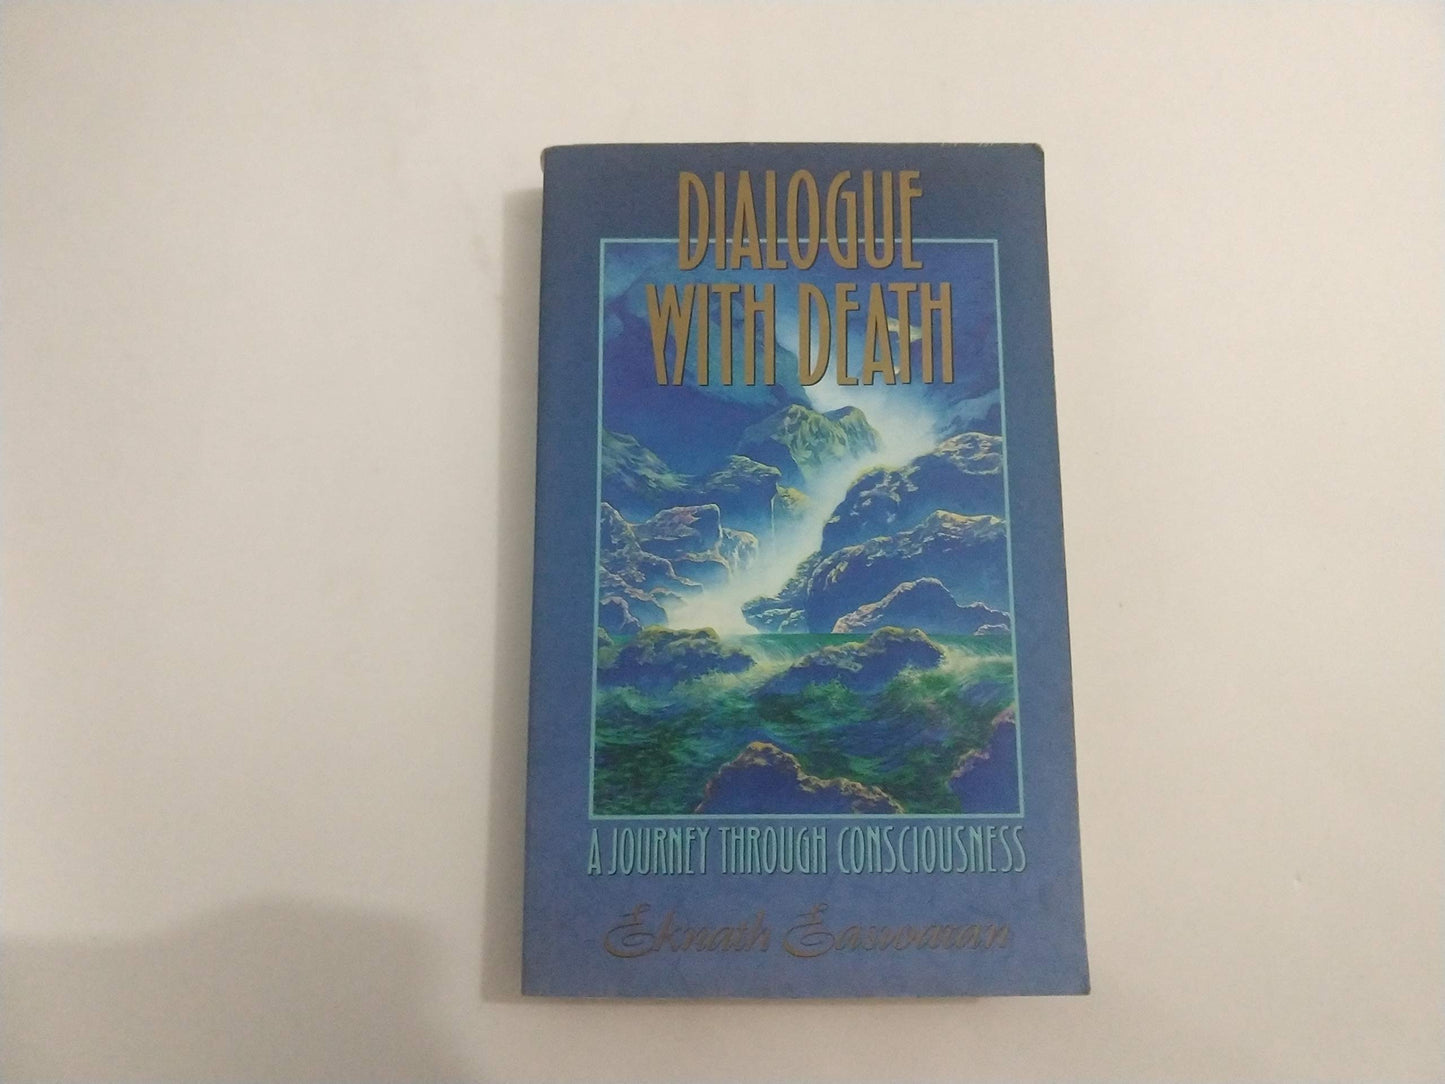 DIALOGUE
WITH DEATH
A JOURNEY THROUGH CONSCIOUSNESS
Eknath Easwaran